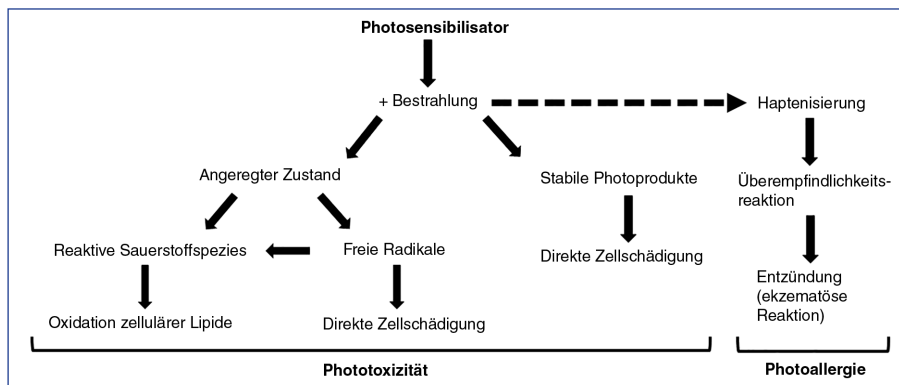 Photosensibilisator
+ Bestrahlung
Haptenisierung
Angeregter Zustand
Stabile Photoprodukte
Überempfindlichkeits-
reaktion
Reaktive Sauerstoffspezies
Freie Radikale
Direkte Zellschädigung
Entzündung
(ekzematöse
Reaktion)
Oxidation zellulärer Lipide
Direkte Zellschädigung
Phototoxizität
Photoallergie